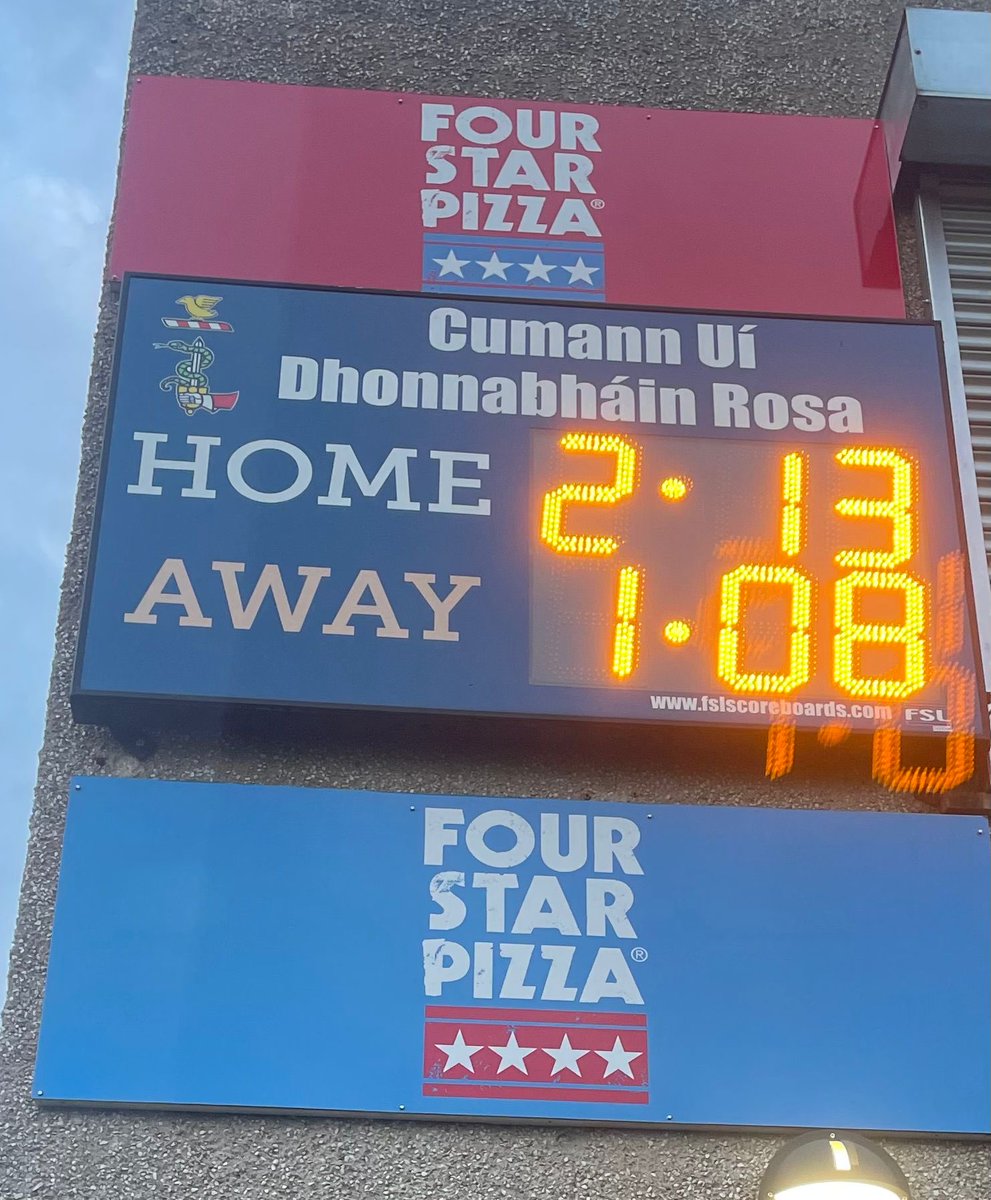 FOUR
STAR
PIZZA®
Cumann Uí
Dhonnabháin Rosa
HOME 2·13
AWAY 1·08
www.fslscoreboards.com FSL
FOUR
STAR
PIZZA®